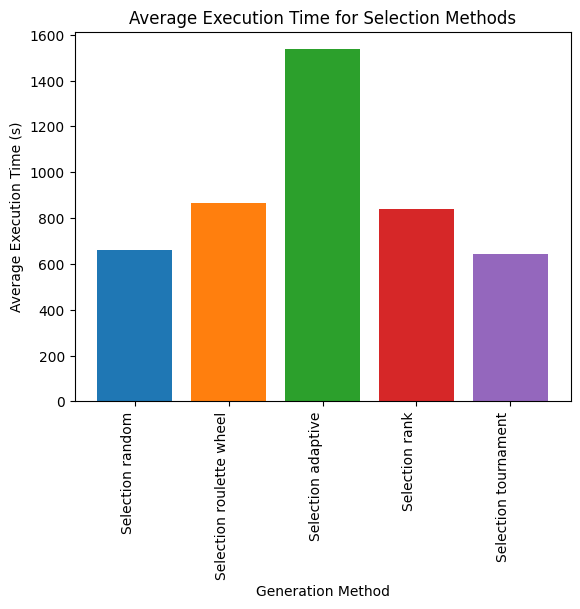 Average Execution Time for Selection Methods
Average Execution Time (s)
1600
1400
1200
1000
800
600
400
200
0
Selection random
Selection roulette wheel
Selection adaptive
Selection rank
Selection tournament
Generation Method